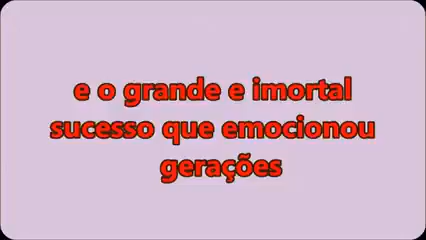 e o grande e imortal
sucesso que emocionou
gerações